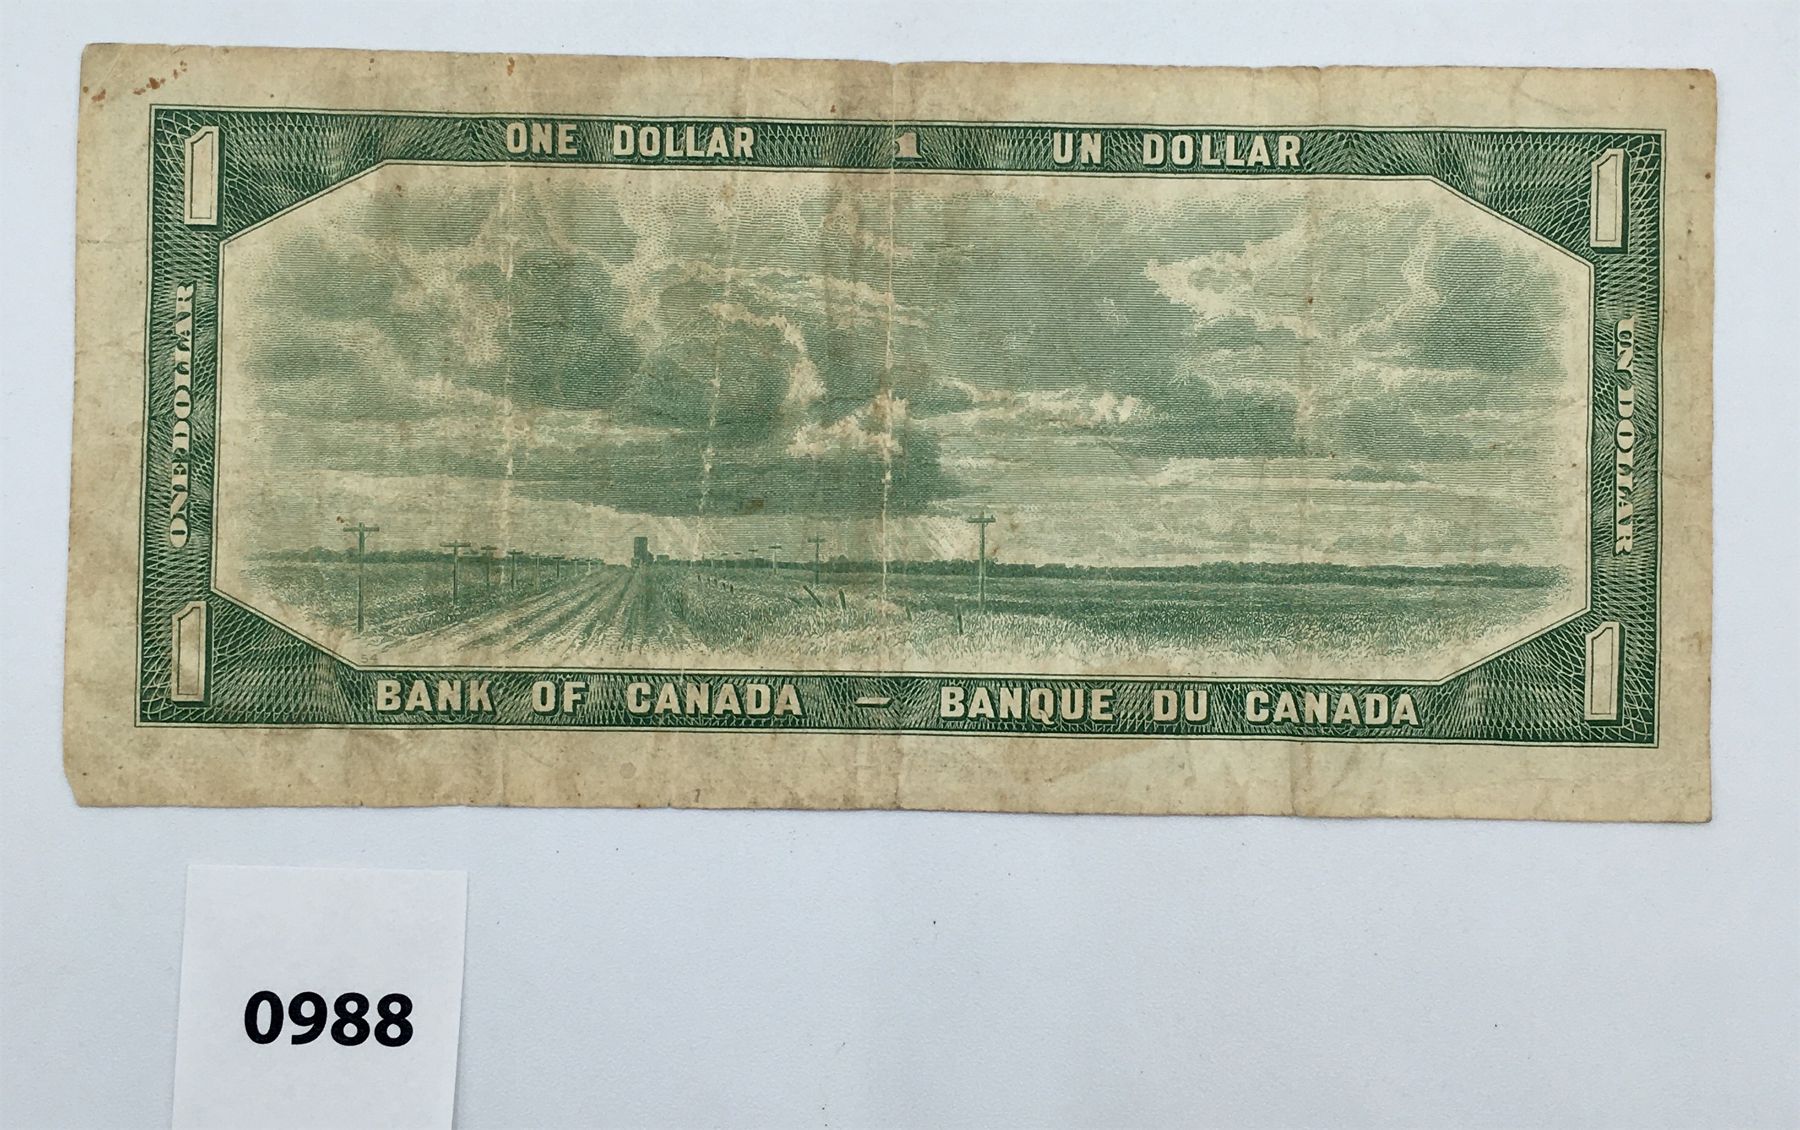 ONE DOLLAR 1 UN DOLLAR
1 1
ONE DOLLAR
UN DOLLAR
1 1
BANK OF CANADA — BANQUE DU CANADA
0988